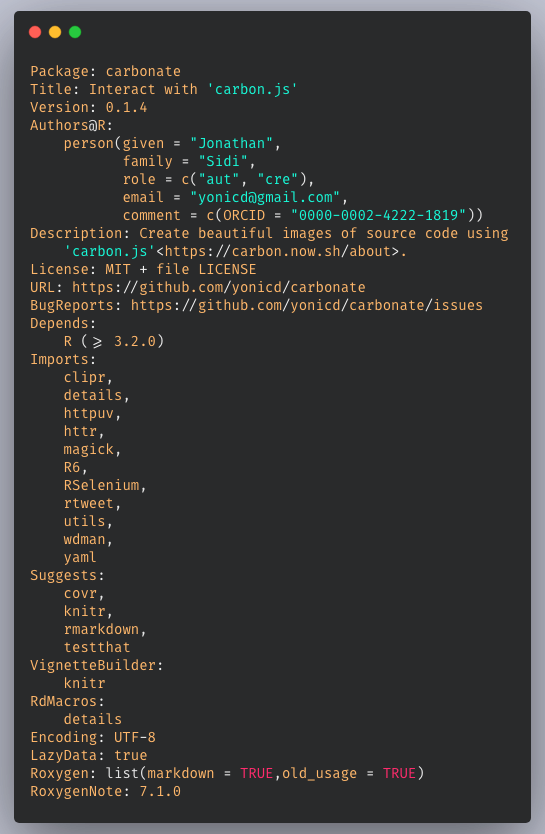 Package: carbonate
Title: Interact with 'carbon.js'
Version: 0.1.4
Authors@R:
    person(given = "Jonathan",
           family = "Sidi",
           role = c("aut", "cre"),
           email = "yonicd@gmail.com",
           comment = c(ORCID = "0000-0002-4222-1819"))
Description: Create beautiful images of source code using
    'carbon.js'<https://carbon.now.sh/about>.
License: MIT + file LICENSE
URL: https://github.com/yonicd/carbonate
BugReports: https://github.com/yonicd/carbonate/issues
Depends:
    R (>= 3.2.0)
Imports:
    clipr,
    details,
    httpuv,
    httr,
    magick,
    R6,
    RSelenium,
    rtweet,
    utils,
    wdman,
    yaml
Suggests:
    covr,
    knitr,
    rmarkdown,
    testthat
VignetteBuilder:
    knitr
RdMacros:
    details
Encoding: UTF-8
LazyData: true
Roxygen: list(markdown = TRUE,old_usage = TRUE)
RoxygenNote: 7.1.0